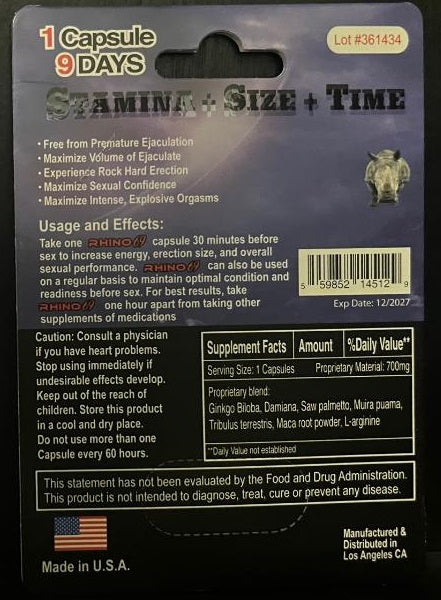 1 Capsule
9 DAYS
Lot #361434
STAMINA + SIZE + TIME
• Free from Premature Ejaculation
• Maximize Volume of Ejaculate
• Experience Rock Hard Erection
• Maximize Sexual Confidence
• Maximize Intense, Explosive Orgasms
Usage and Effects:
Take one RHINO 69 capsule 30 minutes before
sex to increase energy, erection size, and overall
sexual performance. RHINO 69 can also be used
on a regular basis to maintain optimal condition and
readiness before sex. For best results, take
RHINO 69 one hour apart from taking other
supplements of medications
5 59852 14512 9
Exp Date: 12/2027
Caution: Consult a physician
if you have heart problems.
Stop using immediately if
undesirable effects develop.
Keep out of the reach of
children. Store this product
in a cool and dry place.
Do not use more than one
Capsule every 60 hours.
Supplement Facts Amount %Daily Value**
Serving Size: 1 Capsules Proprietary Material: 700mg
Proprietary blend:
Ginkgo Biloba, Damiana, Saw palmetto, Muira puama,
Tribulus terrestris, Maca root powder, L-arginine
**Daily Value not established
This statement has not been evaluated by the Food and Drug Administration.
This product is not intended to diagnose, treat, cure or prevent any disease.
Made in U.S.A.
Manufactured &
Distributed in
Los Angeles CA